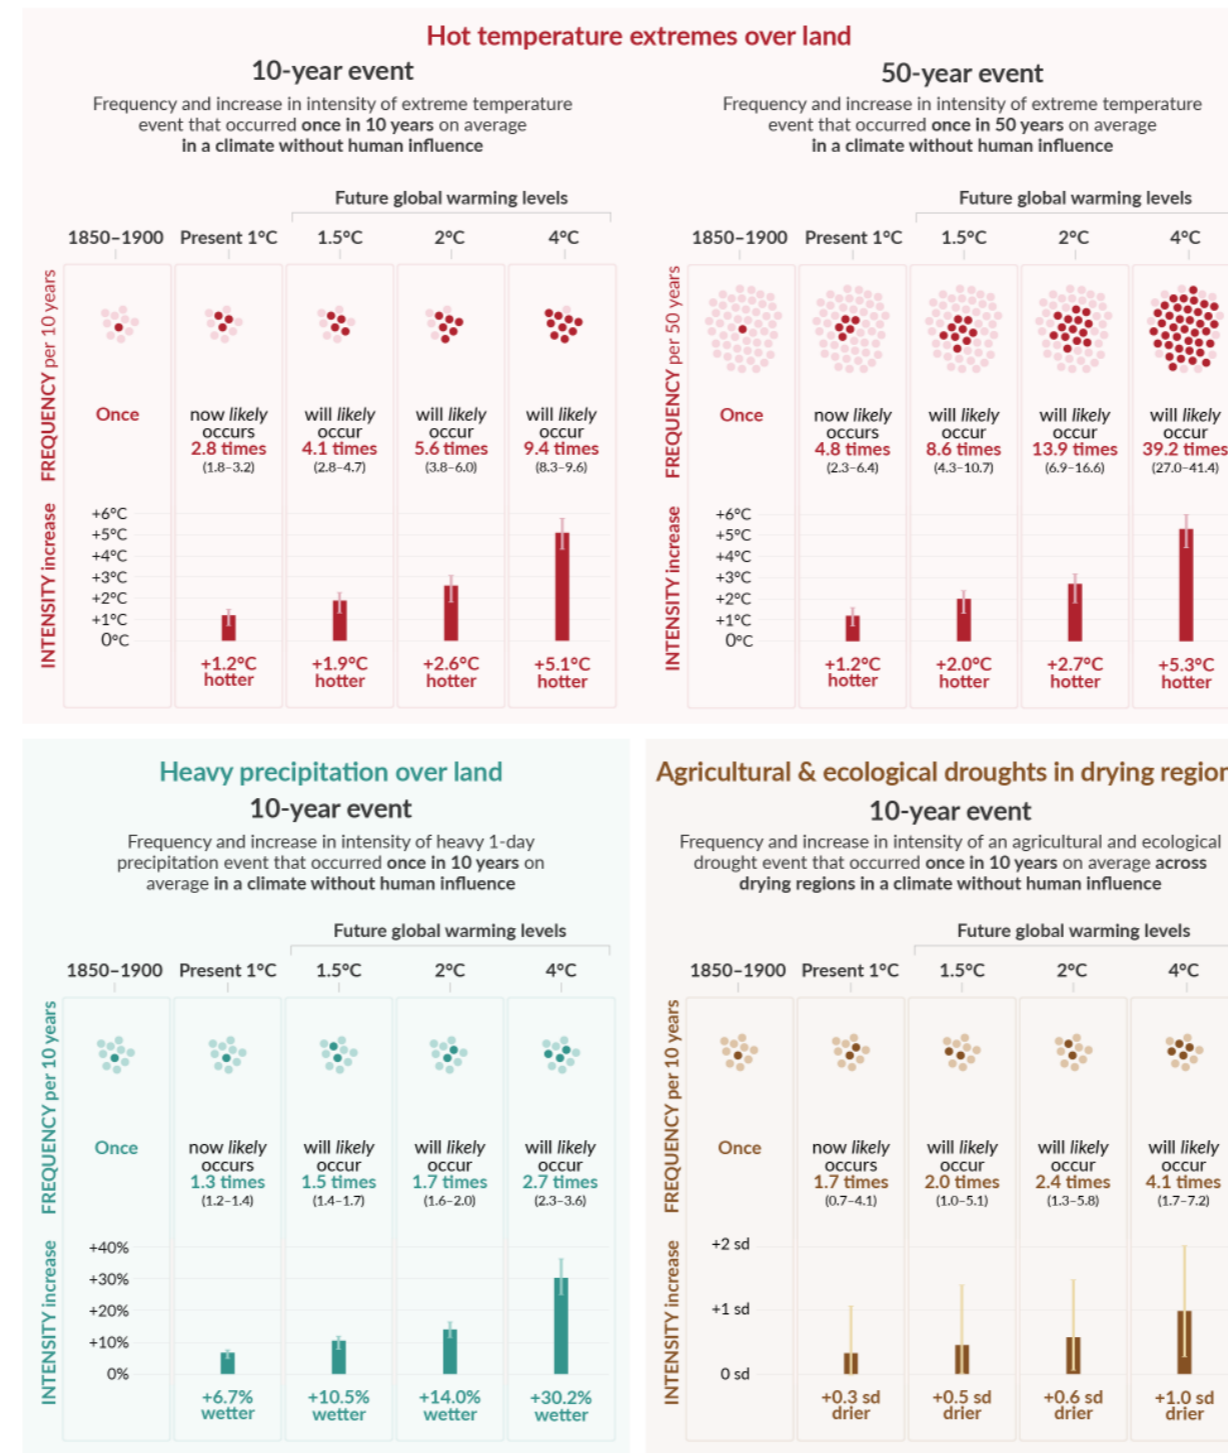 Hot temperature extremes over land
10-year event
Frequency and increase in intensity of extreme temperature
event that occurred once in 10 years on average
in a climate without human influence
Future global warming levels
1850–1900 Present 1°C 1.5°C 2°C 4°C
FREQUENCY per 10 years
Once
now likely occurs 2.8 times (1.8–3.2)
will likely occur 4.1 times (2.8–4.7)
will likely occur 5.6 times (3.8–6.0)
will likely occur 9.4 times (8.3–9.6)
INTENSITY increase
+6°C
+5°C
+4°C
+3°C
+2°C
+1°C
0°C
+1.2°C hotter
+1.9°C hotter
+2.6°C hotter
+5.1°C hotter
50-year event
Frequency and increase in intensity of extreme temperature
event that occurred once in 50 years on average
in a climate without human influence
Future global warming levels
1850–1900 Present 1°C 1.5°C 2°C 4°C
FREQUENCY per 50 years
Once
now likely occurs 4.8 times (2.3–6.4)
will likely occur 8.6 times (4.3–10.7)
will likely occur 13.9 times (6.9–16.6)
will likely occur 39.2 times (27.0–41.4)
INTENSITY increase
+6°C
+5°C
+4°C
+3°C
+2°C
+1°C
0°C
+1.2°C hotter
+2.0°C hotter
+2.7°C hotter
+5.3°C hotter
Heavy precipitation over land
10-year event
Frequency and increase in intensity of heavy 1-day
precipitation event that occurred once in 10 years on
average in a climate without human influence
Future global warming levels
1850–1900 Present 1°C 1.5°C 2°C 4°C
FREQUENCY per 10 years
Once
now likely occurs 1.3 times (1.2–1.4)
will likely occur 1.5 times (1.4–1.7)
will likely occur 1.7 times (1.6–2.0)
will likely occur 2.7 times (2.3–3.6)
INTENSITY increase
+40%
+30%
+20%
+10%
0%
+6.7% wetter
+10.5% wetter
+14.0% wetter
+30.2% wetter
Agricultural & ecological droughts in drying region
10-year event
Frequency and increase in intensity of an agricultural and ecological
drought event that occurred once in 10 years on average across
drying regions in a climate without human influence
Future global warming levels
1850–1900 Present 1°C 1.5°C 2°C 4°C
FREQUENCY per 10 years
Once
now likely occurs 1.7 times (0.7–4.1)
will likely occur 2.0 times (1.0–5.1)
will likely occur 2.4 times (1.3–5.8)
will likely occur 4.1 times (1.7–7.2)
INTENSITY increase
+2 sd
+1 sd
0 sd
+0.3 sd drier
+0.5 sd drier
+0.6 sd drier
+1.0 sd drier